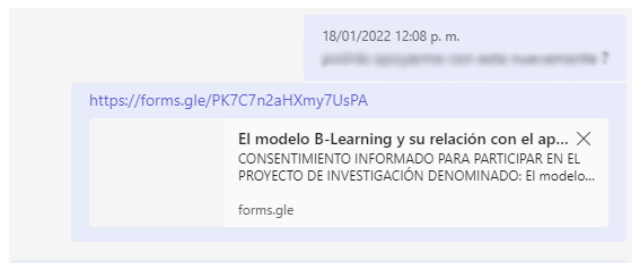 18/01/2022 12:08 p. m.
https://forms.gle/PK7C7n2aHXmy7UsPA
El modelo B-Learning y su relación con el ap...
CONSENTIMIENTO INFORMADO PARA PARTICIPAR EN EL
PROYECTO DE INVESTIGACIÓN DENOMINADO: El modelo...
forms.gle